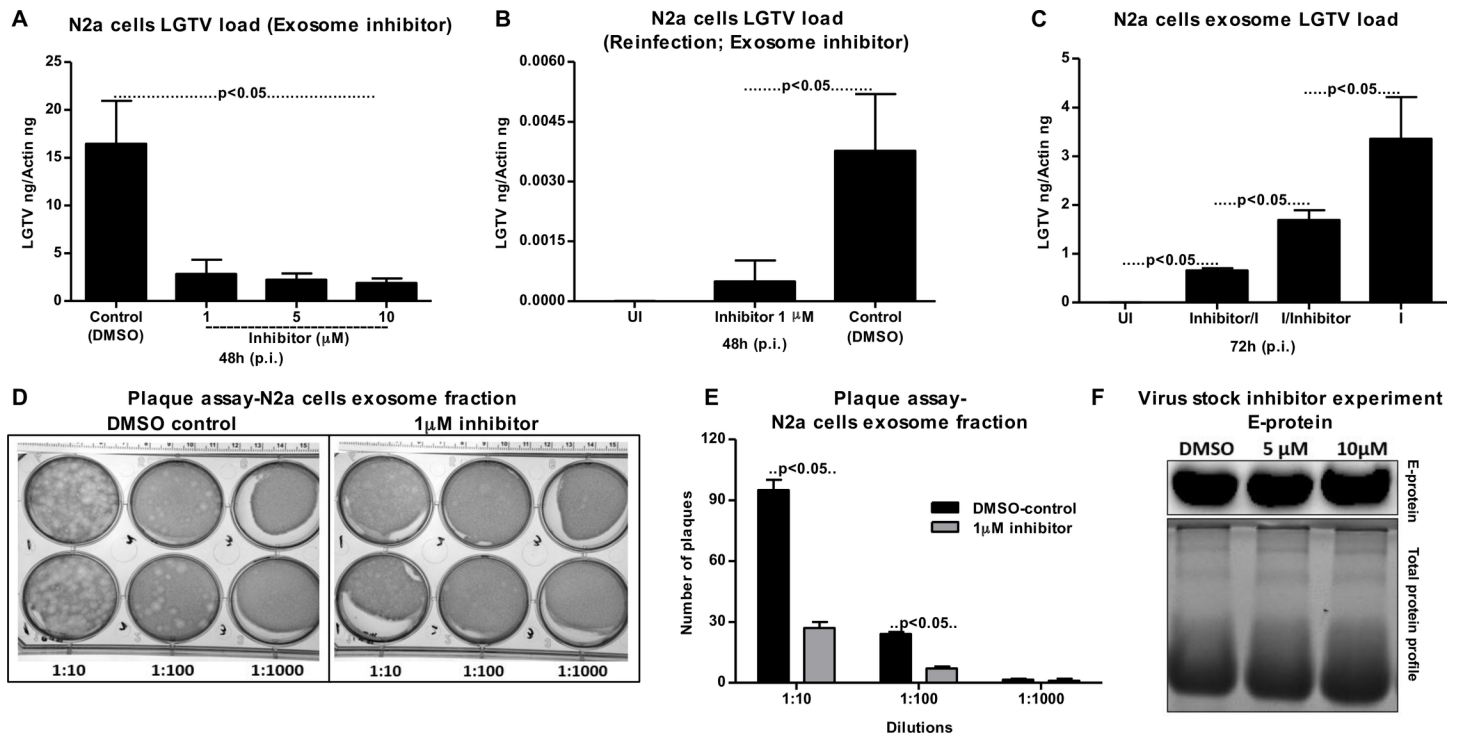 A
N2a cells LGTV load (Exosome inhibitor)
LGTV ng/Actin ng
25
20
15
10
5
0
p<0.05
Control
(DMSO)
1
5
10
Inhibitor (μM)
48h (p.i.)
B
N2a cells LGTV load
(Reinfection; Exosome inhibitor)
LGTV ng/Actin ng
0.0060
0.0045
0.0030
0.0015
0.0000
p<0.05
UI
Inhibitor 1 μM
Control
(DMSO)
48h (p.i.)
C
N2a cells exosome LGTV load
LGTV ng/Actin ng
5
4
3
2
1
0
p<0.05
p<0.05
p<0.05
UI
Inhibitor/I
I/Inhibitor
I
72h (p.i.)
D
Plaque assay-N2a cells exosome fraction
DMSO control
1μM inhibitor
1:10
1:100
1:1000
1:10
1:100
1:1000
E
Plaque assay-
N2a cells exosome fraction
Number of plaques
120
90
60
30
0
..p<0.05..
..p<0.05..
DMSO-control
1μM inhibitor
1:10
1:100
1:1000
Dilutions
F
Virus stock inhibitor experiment
E-protein
DMSO
5 μM
10μM
E-protein
Total protein profile